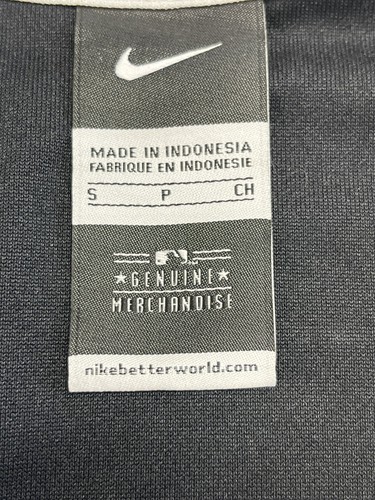 MADE IN INDONESIA
FABRIQUE EN INDONESIE
S P CH
GENUINE
MERCHANDISE
nikebetterworld.com